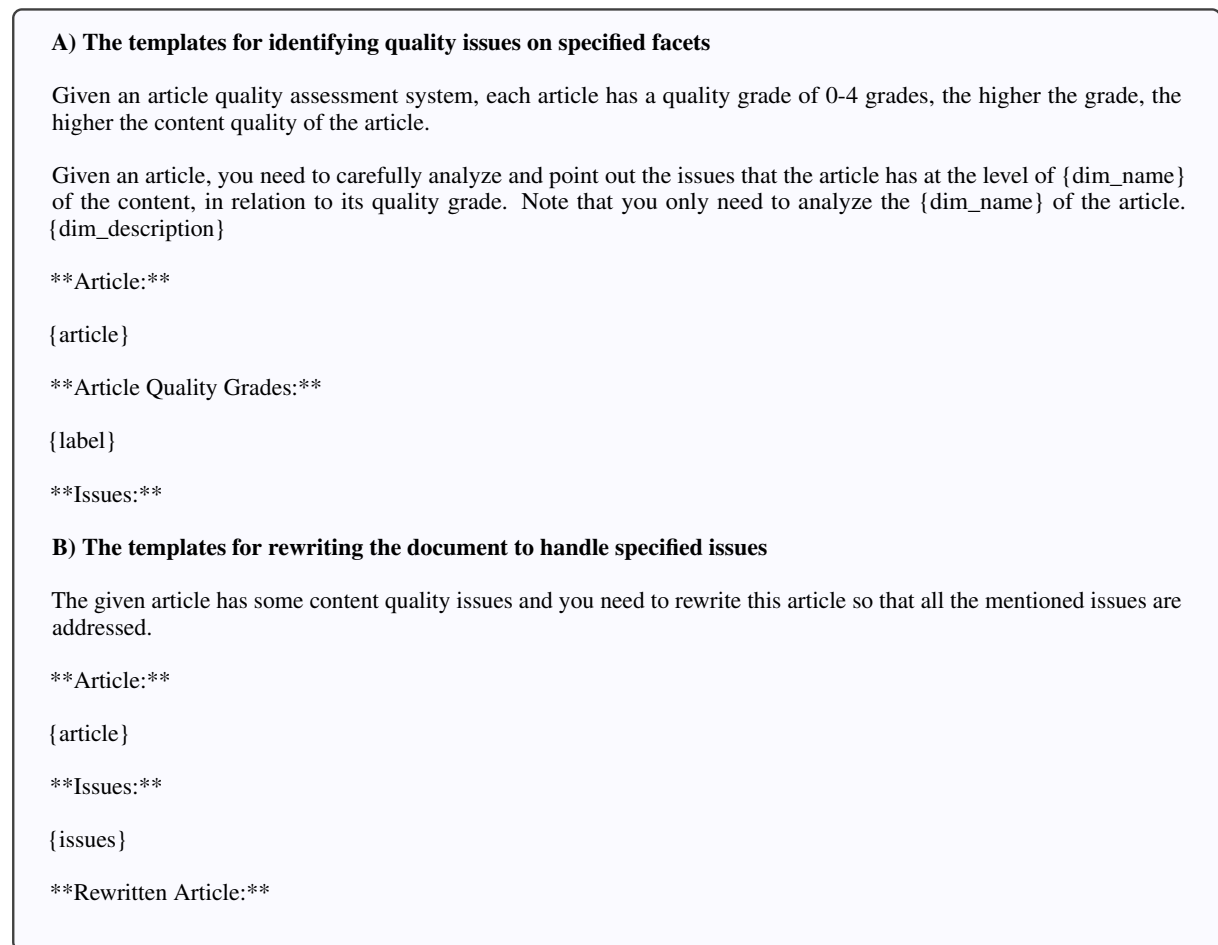 A) The templates for identifying quality issues on specified facets
Given an article quality assessment system, each article has a quality grade of 0-4 grades, the higher the grade, the
higher the content quality of the article.
Given an article, you need to carefully analyze and point out the issues that the article has at the level of {dim_name}
of the content, in relation to its quality grade. Note that you only need to analyze the {dim_name} of the article.
{dim_description}
**Article:**
{article}
**Article Quality Grades:**
{label}
**Issues:**
B) The templates for rewriting the document to handle specified issues
The given article has some content quality issues and you need to rewrite this article so that all the mentioned issues are
addressed.
**Article:**
{article}
**Issues:**
{issues}
**Rewritten Article:**